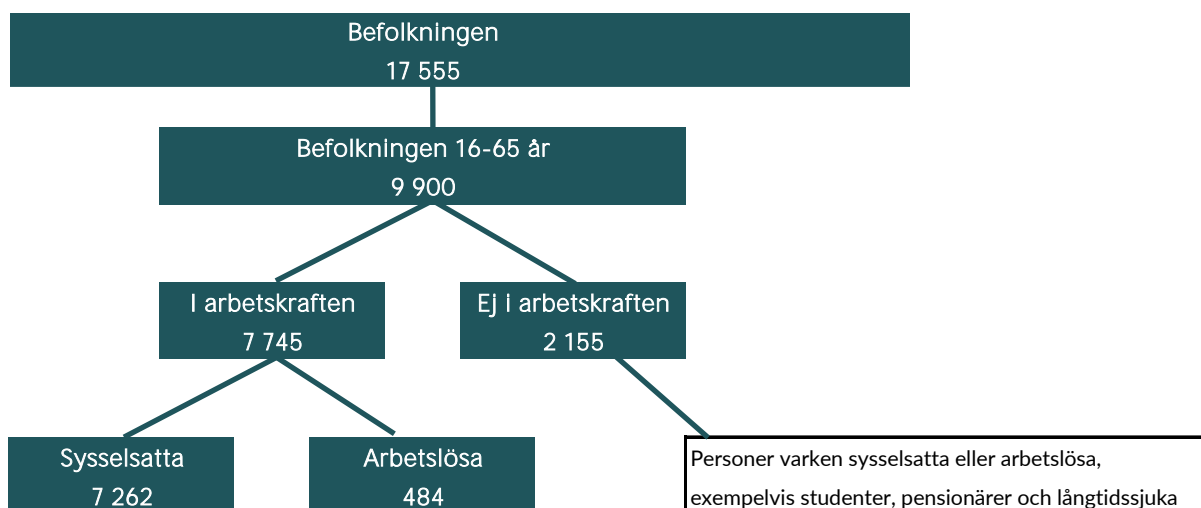 Befolkningen
17 555
Befolkningen 16-65 år
9 900
I arbetskraften
7 745
Ej i arbetskraften
2 155
Sysselsatta
7 262
Arbetslösa
484
Personer varken sysselsatta eller arbetslösa,
exempelvis studenter, pensionärer och långtidssjuka